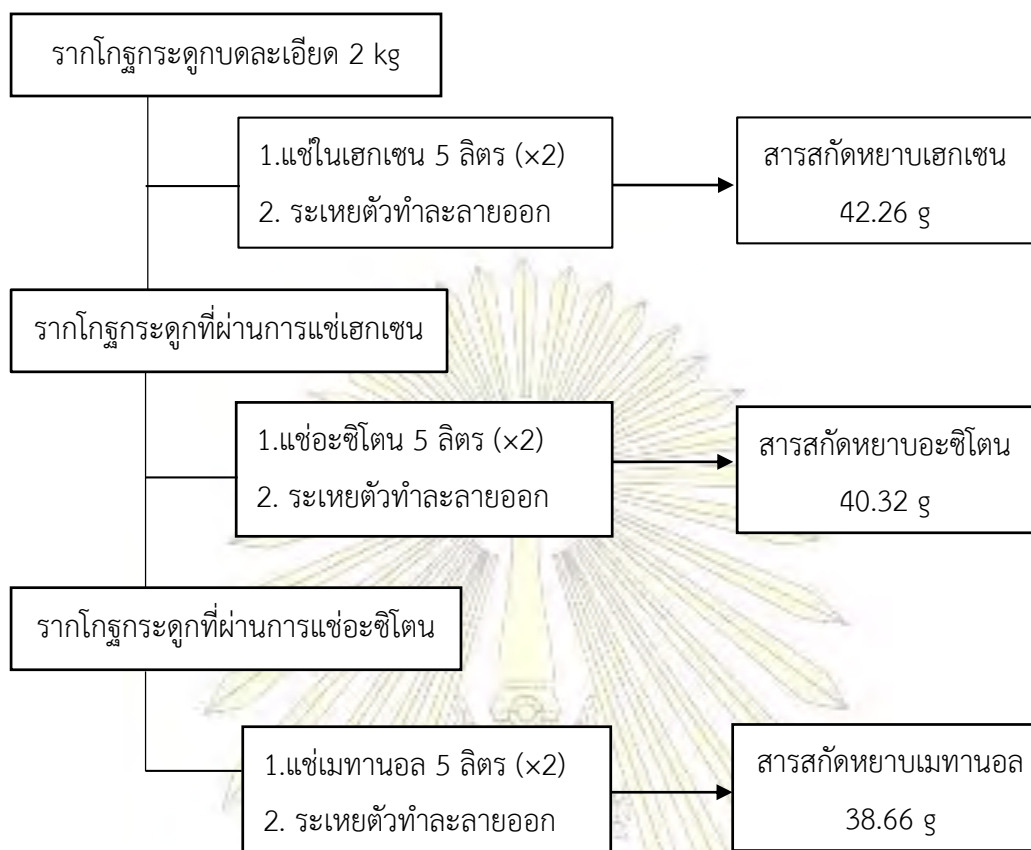 รากโกฐกระดูกบดละเอียด 2 kg
1.แช่ในเฮกเซน 5 ลิตร (×2)
2. ระเหยตัวทำละลายออก
สารสกัดหยาบเฮกเซน
42.26 g
รากโกฐกระดูกที่ผ่านการแช่เฮกเซน
1.แช่อะซิโตน 5 ลิตร (×2)
2. ระเหยตัวทำละลายออก
สารสกัดหยาบอะซิโตน
40.32 g
รากโกฐกระดูกที่ผ่านการแช่อะซิโตน
1.แช่เมทานอล 5 ลิตร (×2)
2. ระเหยตัวทำละลายออก
สารสกัดหยาบเมทานอล
38.66 g